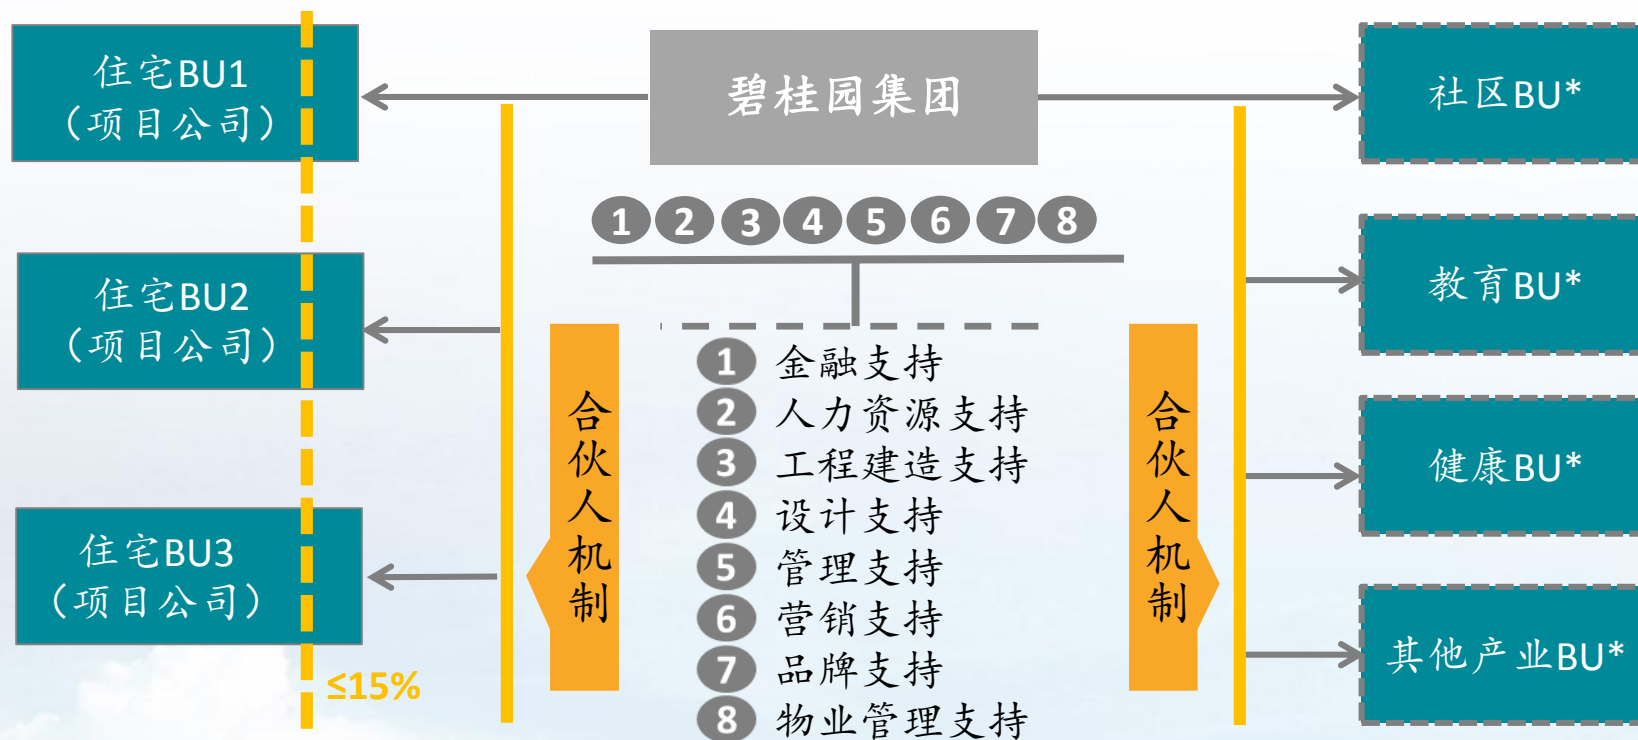 住宅BU1
（项目公司）
碧桂园集团
社区BU*
1 2 3 4 5 6 7 8
住宅BU2
（项目公司）
教育BU*
合伙人机制
1 金融支持
2 人力资源支持
3 工程建造支持
4 设计支持
5 管理支持
6 营销支持
7 品牌支持
8 物业管理支持
合伙人机制
健康BU*
住宅BU3
（项目公司）
其他产业BU*
≤15%